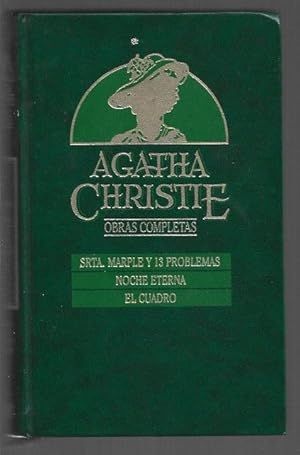 AGATHA
CHRISTIE
OBRAS COMPLETAS
SRTA. MARPLE Y 13 PROBLEMAS
NOCHE ETERNA
EL CUADRO